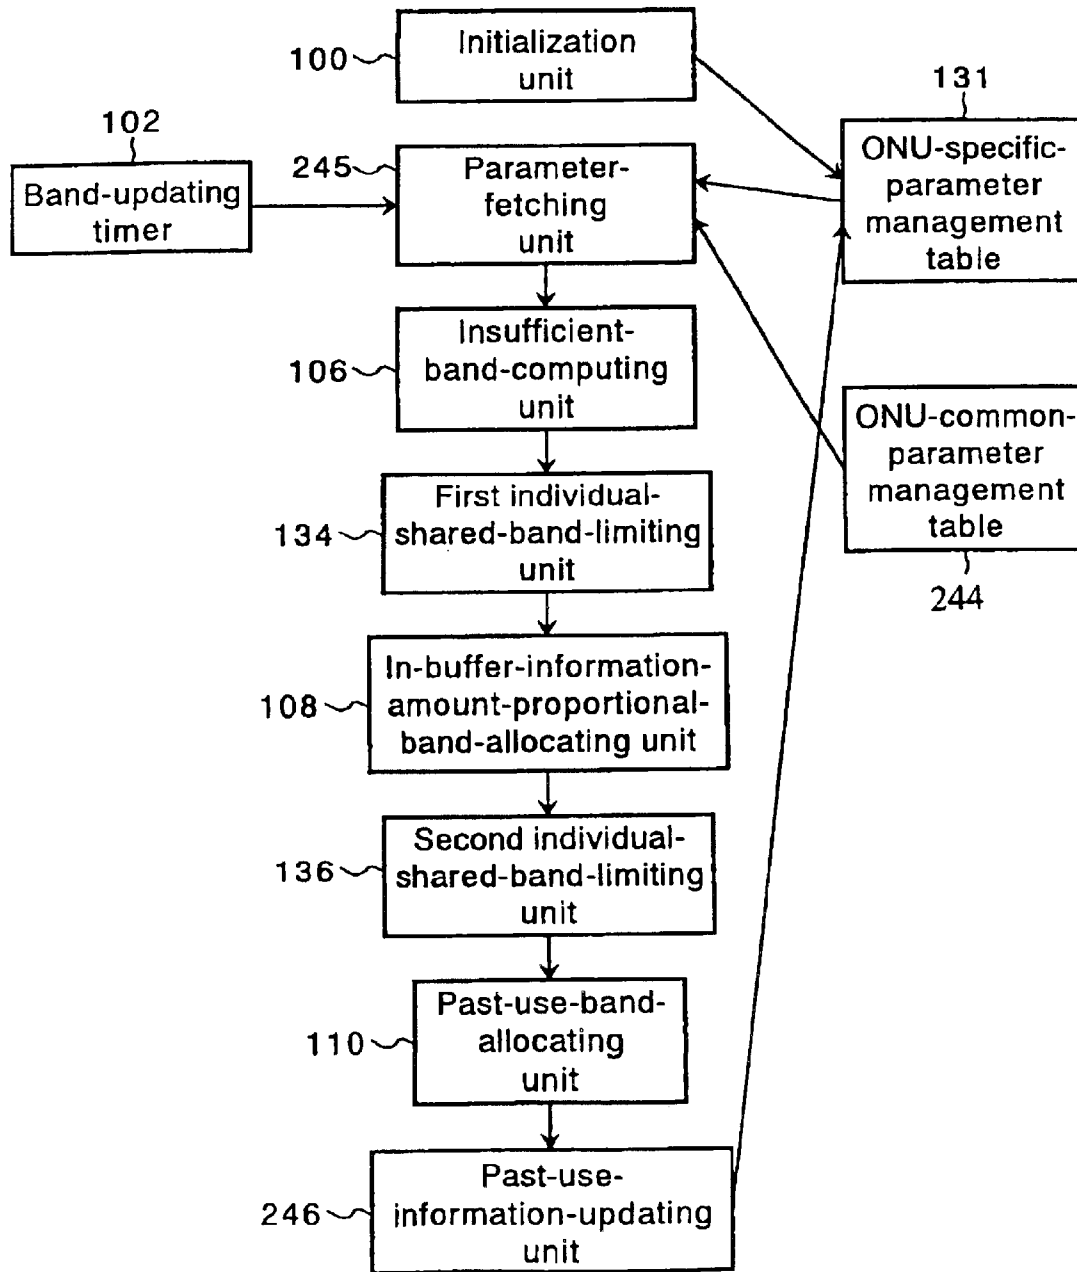 100
Initialization
unit
102
Band-updating
timer
245
Parameter-
fetching
unit
131
ONU-specific-
parameter
management
table
106
Insufficient-
band-computing
unit
ONU-common-
parameter
management
table
244
134
First individual-
shared-band-limiting
unit
108
In-buffer-information-
amount-proportional-
band-allocating unit
136
Second individual-
shared-band-limiting
unit
110
Past-use-band-
allocating
unit
246
Past-use-
information-updating
unit